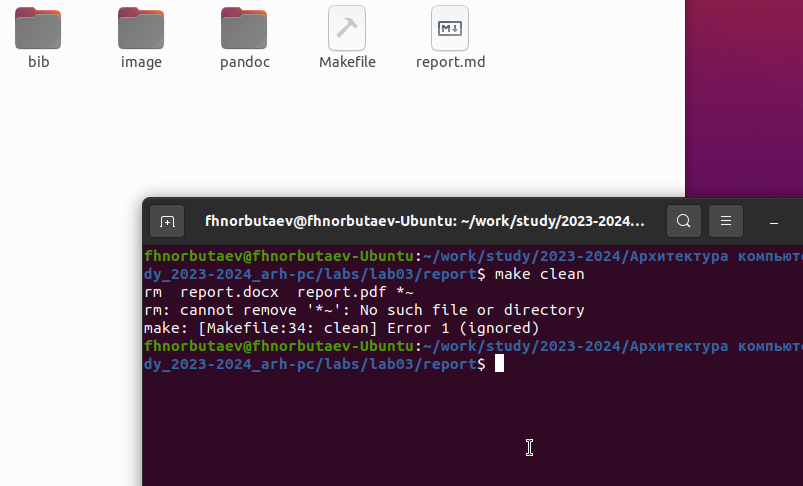 bib
image
pandoc
Makefile
report.md
fhnorbutaev@fhnorbutaev-Ubuntu: ~/work/study/2023-2024...
fhnorbutaev@fhnorbutaev-Ubuntu:~/work/study/2023-2024/Архитектура компьют
dy_2023-2024_arh-pc/labs/lab03/report$ make clean
rm  report.docx  report.pdf *~
rm: cannot remove '*~': No such file or directory
make: [Makefile:34: clean] Error 1 (ignored)
fhnorbutaev@fhnorbutaev-Ubuntu:~/work/study/2023-2024/Архитектура компьют
dy_2023-2024_arh-pc/labs/lab03/report$